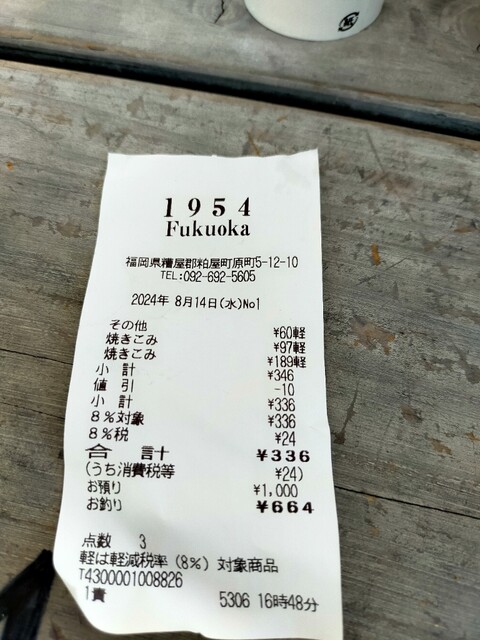 1954
Fukuoka
福岡県糟屋郡粕屋町原町5-12-10
TEL:092-692-5605
2024年 8月14日(水)No1
その他 ¥60軽
焼きこみ ¥97軽
焼きこみ ¥189軽
小 計 ¥346
値 引 -10
小 計 ¥336
8%対象 ¥336
8%税 ¥24
合 計 ¥336
(うち消費税等 ¥24)
お預り ¥1,000
お釣り ¥664
点数 3
軽は軽減税率(8%)対象商品
T4300001008826
1責 5306 16時48分